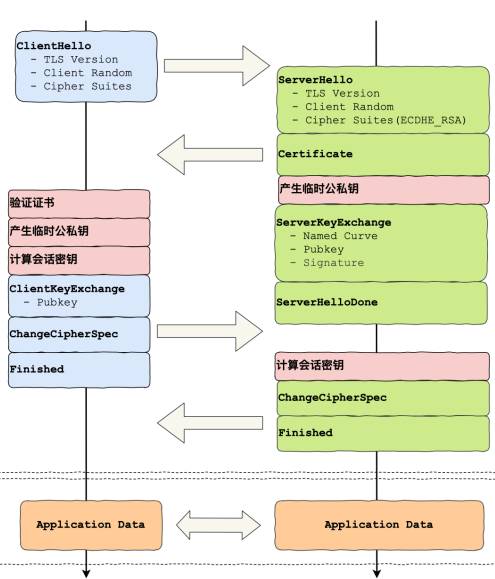 ClientHello
- TLS Version
- Client Random
- Cipher Suites
ServerHello
- TLS Version
- Client Random
- Cipher Suites(ECDHE_RSA)
Certificate
产生临时公私钥
ServerKeyExchange
- Named Curve
- Pubkey
- Signature
ServerHelloDone
验证证书
产生临时公私钥
计算会话密钥
ClientKeyExchange
- Pubkey
ChangeCipherSpec
Finished
计算会话密钥
ChangeCipherSpec
Finished
Application Data
Application Data